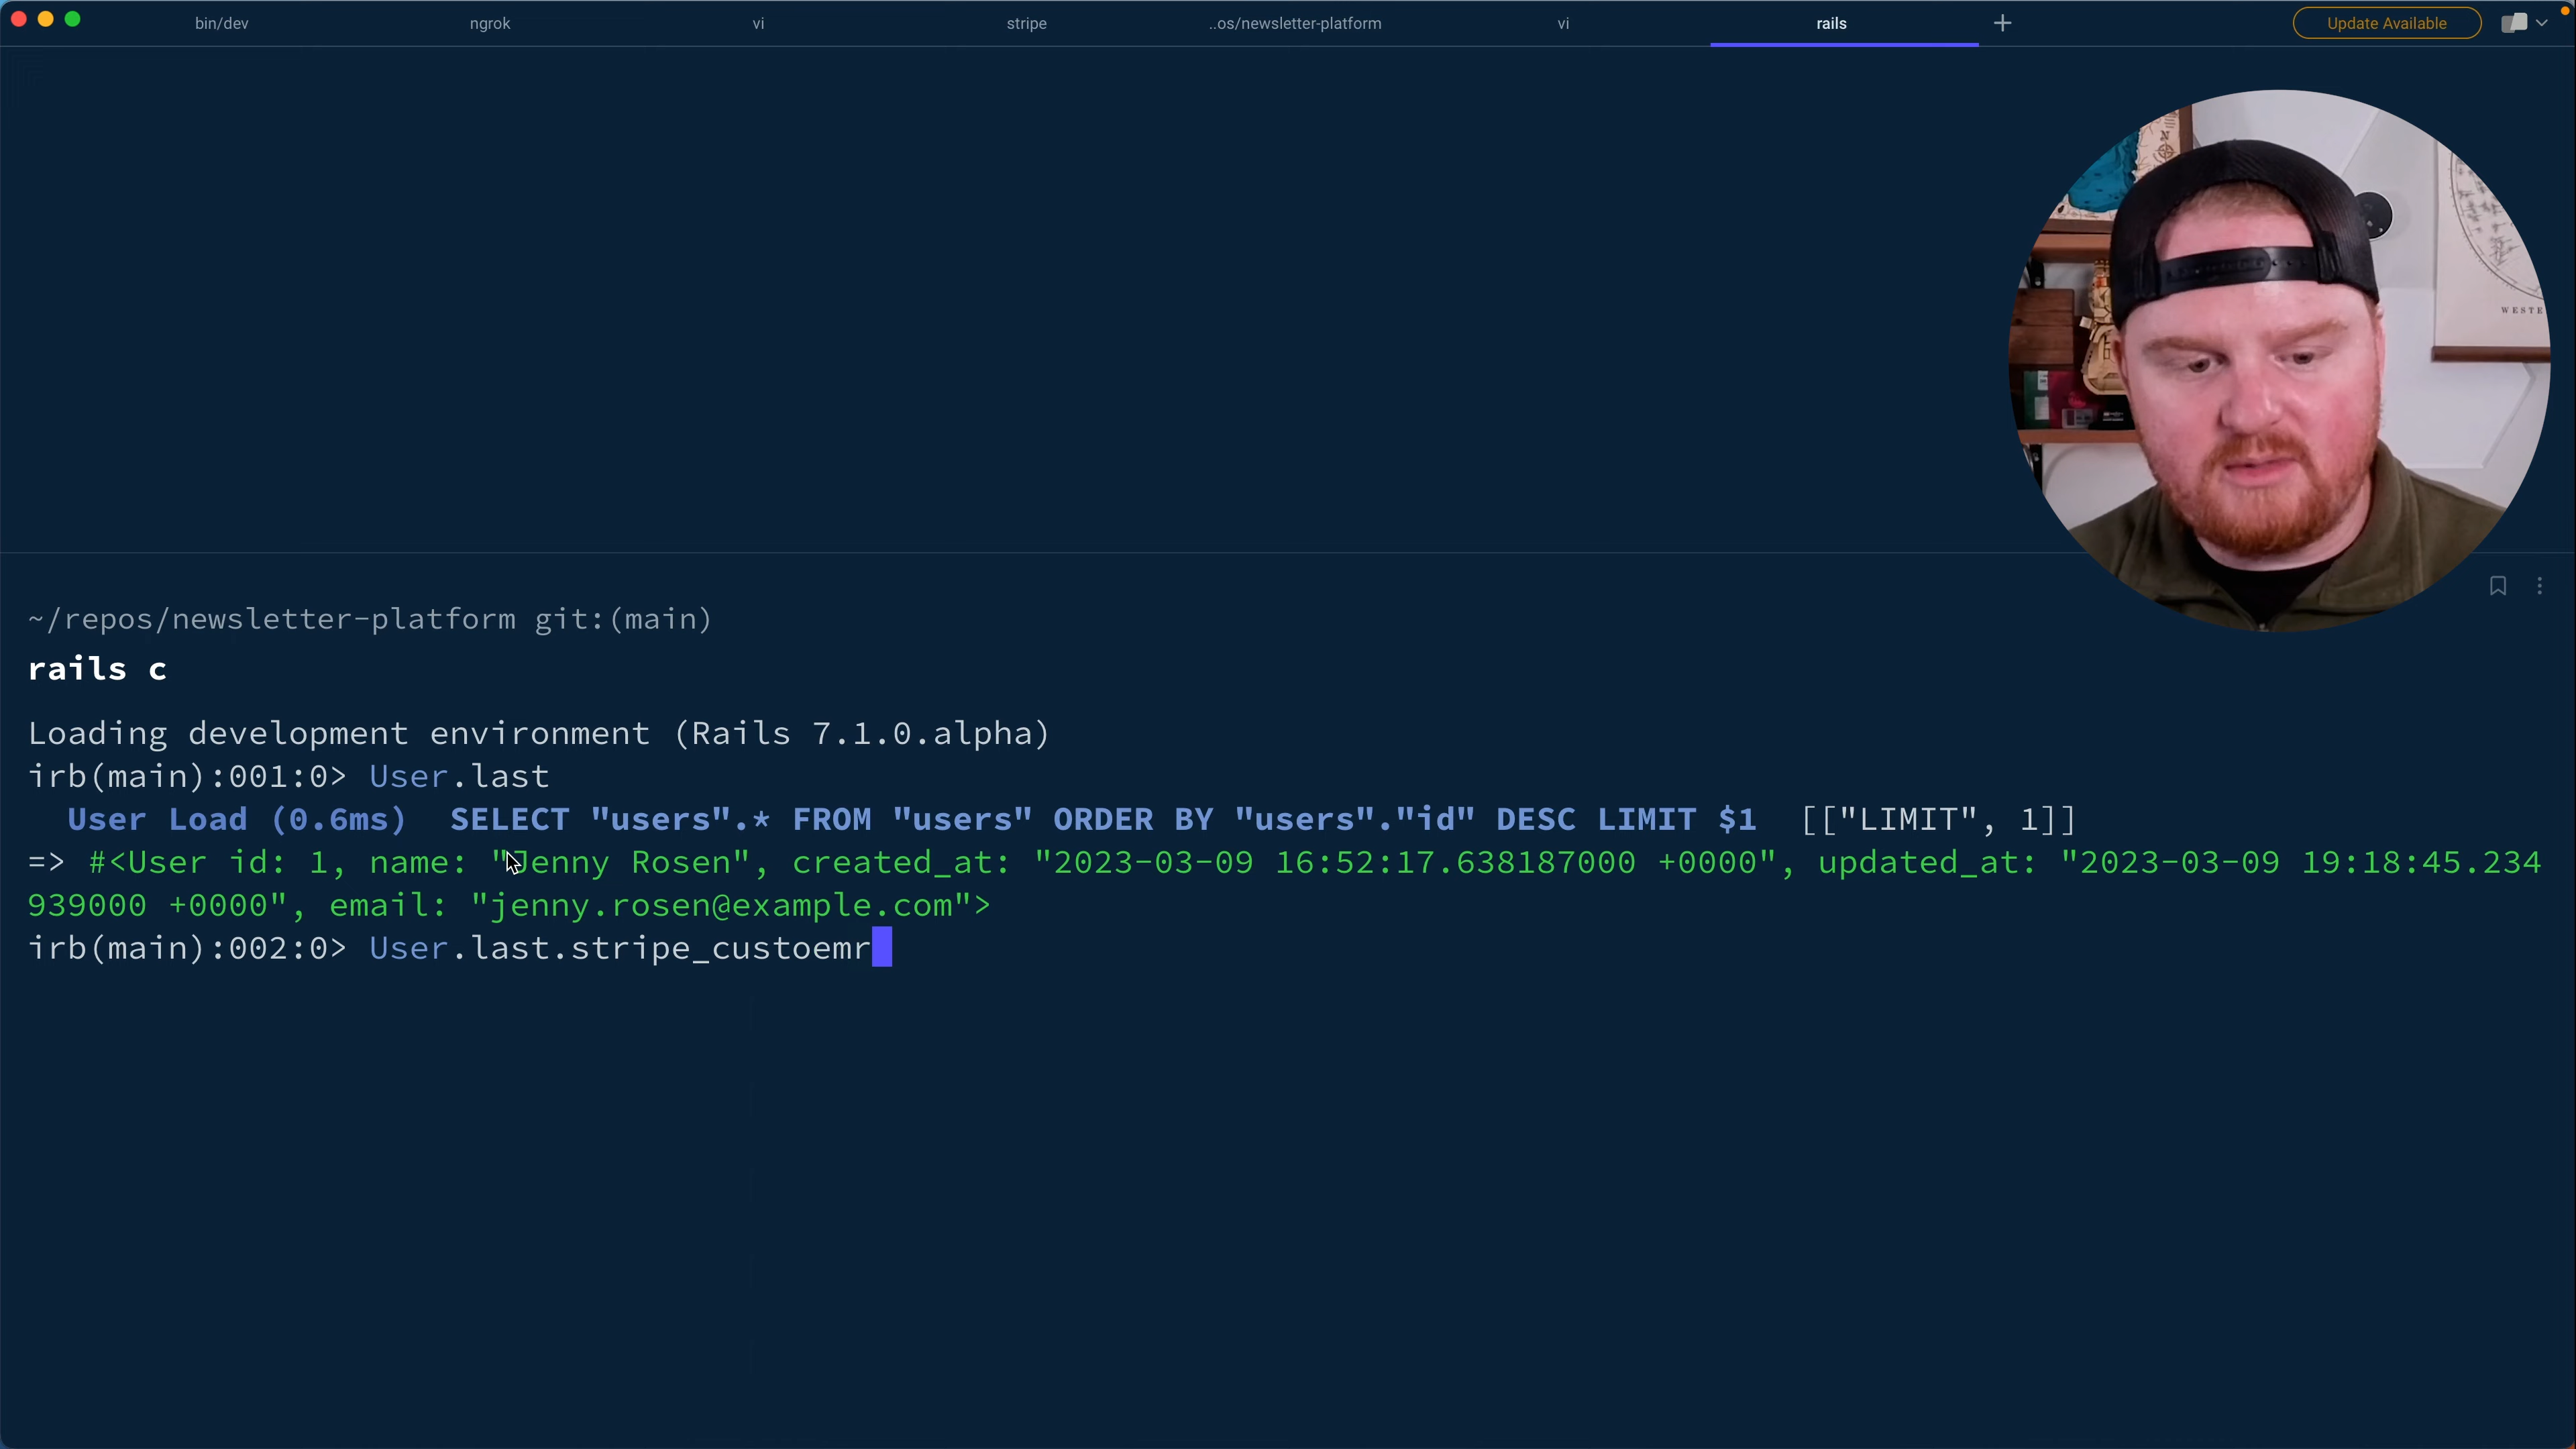 bin/dev
ngrok
vi
stripe
..os/newsletter-platform
vi
rails
Update Available
N
WESTE
~/repos/newsletter-platform git:(main)
rails c
Loading development environment (Rails 7.1.0.alpha)
irb(main):001:0> User.last
User Load (0.6ms)  SELECT "users".* FROM "users" ORDER BY "users"."id" DESC LIMIT $1  [["LIMIT", 1]]
=> #<User id: 1, name: "Jenny Rosen", created_at: "2023-03-09 16:52:17.638187000 +0000", updated_at: "2023-03-09 19:18:45.234
939000 +0000", email: "jenny.rosen@example.com">
irb(main):002:0> User.last.stripe_custoemr